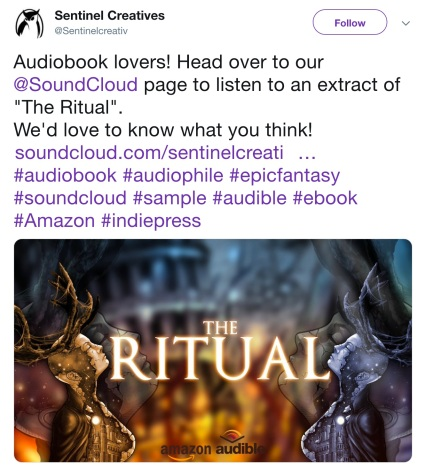 Sentinel Creatives
@Sentinelcreativ
Follow
Audiobook lovers! Head over to our
@SoundCloud page to listen to an extract of
"The Ritual".
We'd love to know what you think!
soundcloud.com/sentinelcreati …
#audiobook #audiophile #epicfantasy
#soundcloud #sample #audible #ebook
#Amazon #indiepress
THE
RITUAL
amazon audible